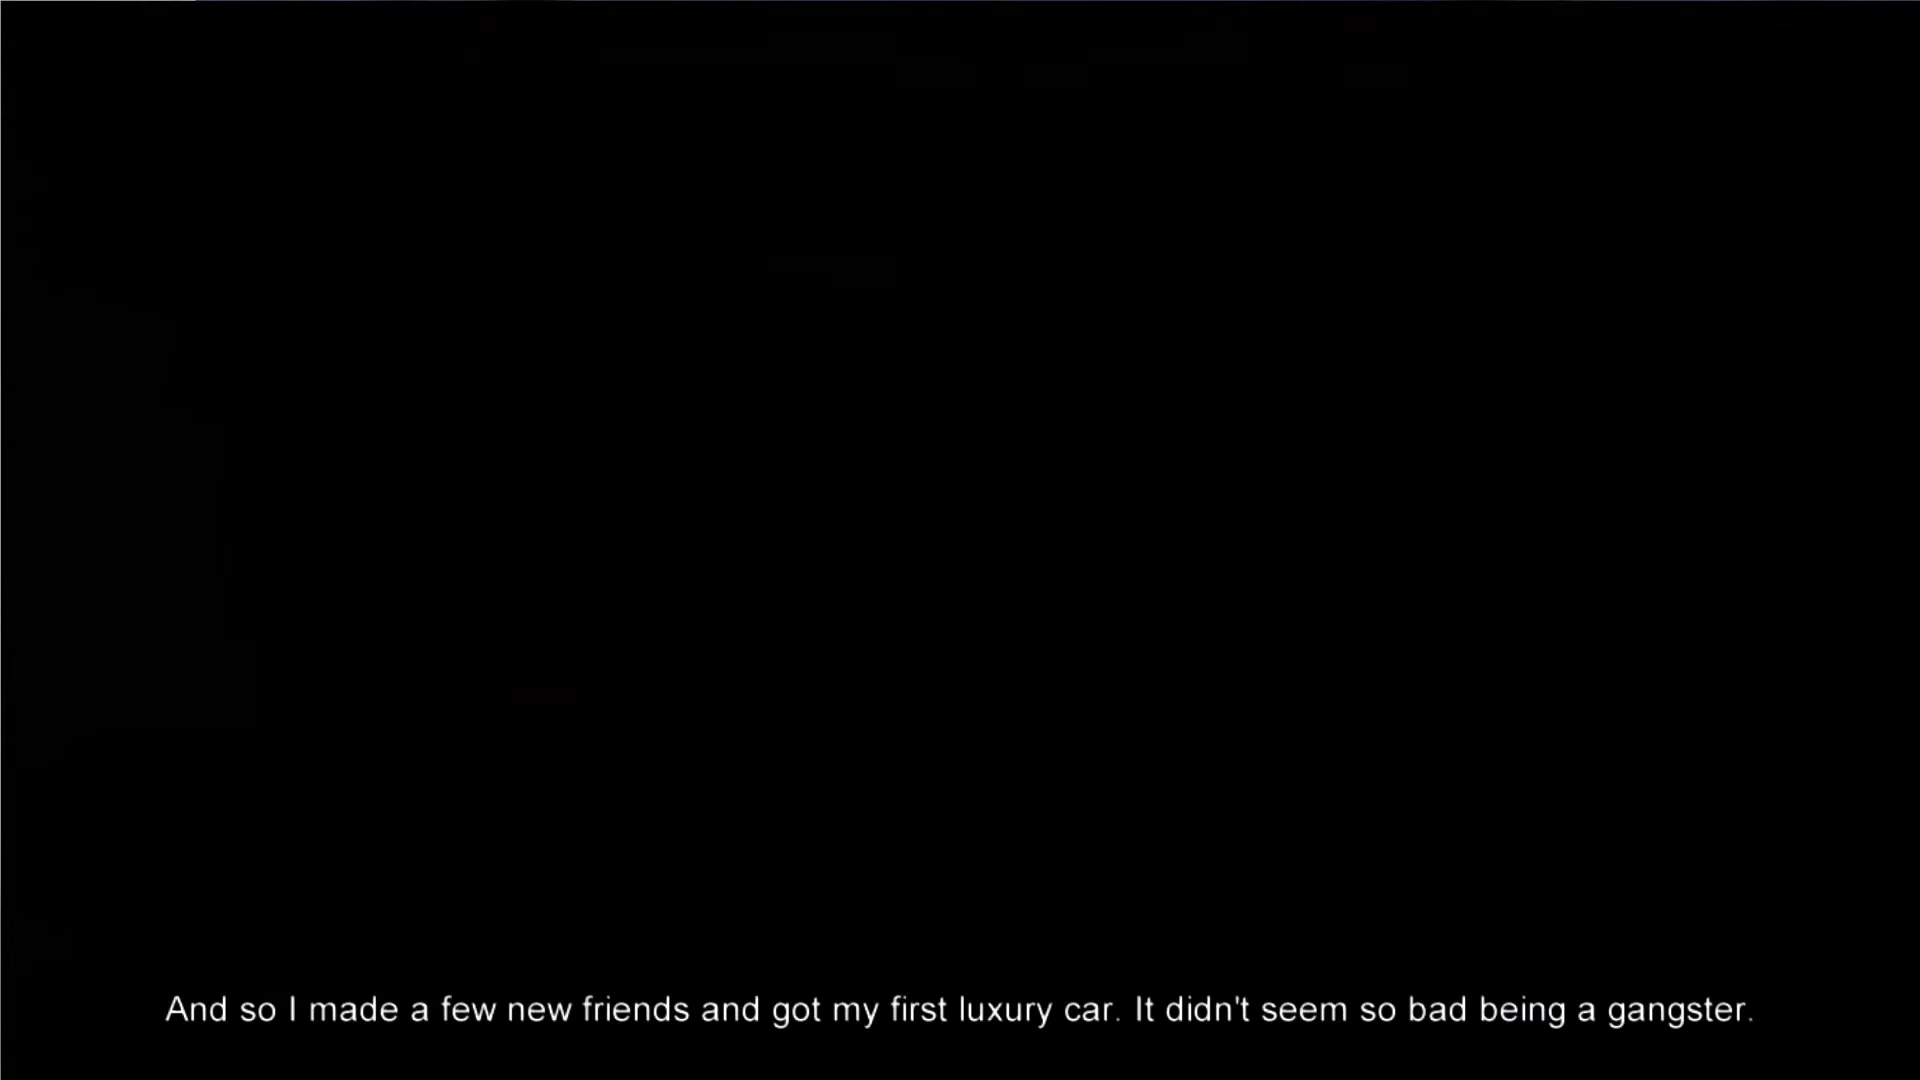 And so I made a few new friends and got my first luxury car. It didn't seem so bad being a gangster.